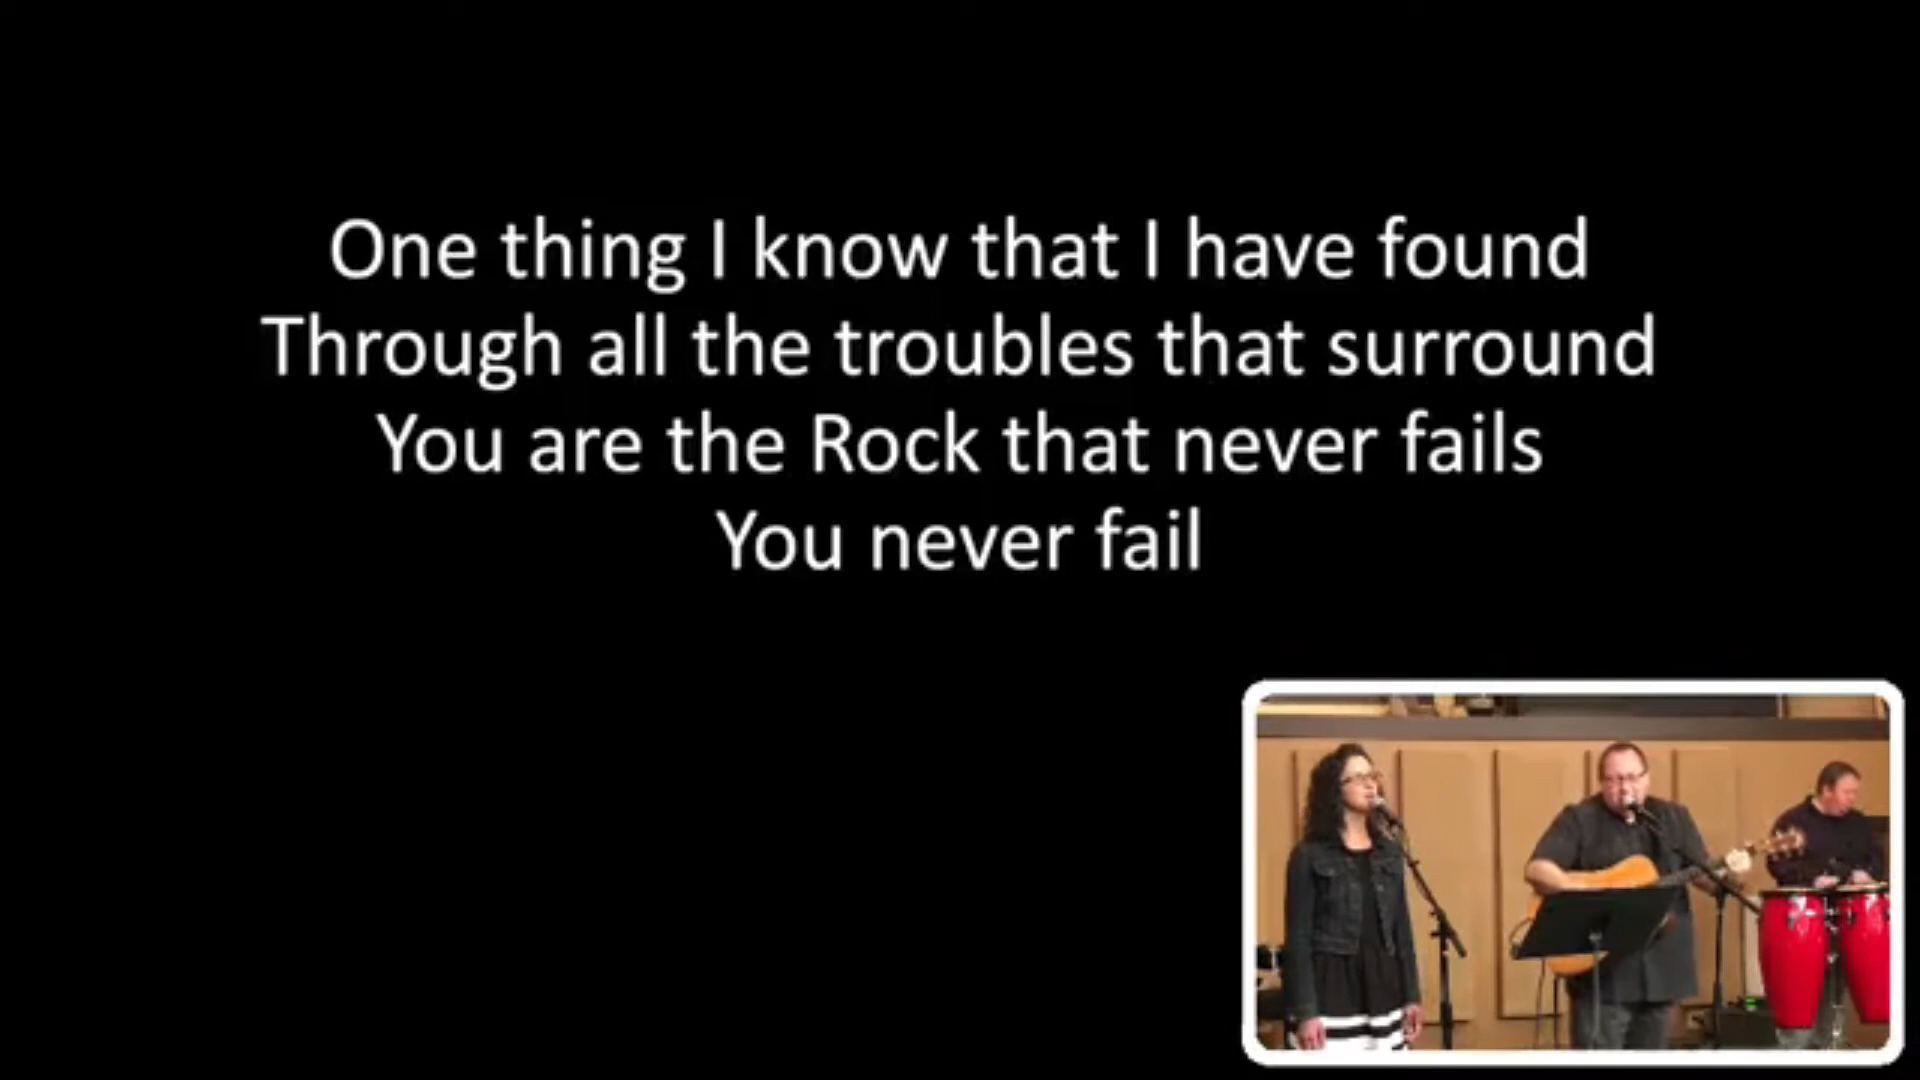 One thing I know that I have found
Through all the troubles that surround
You are the Rock that never fails
You never fail